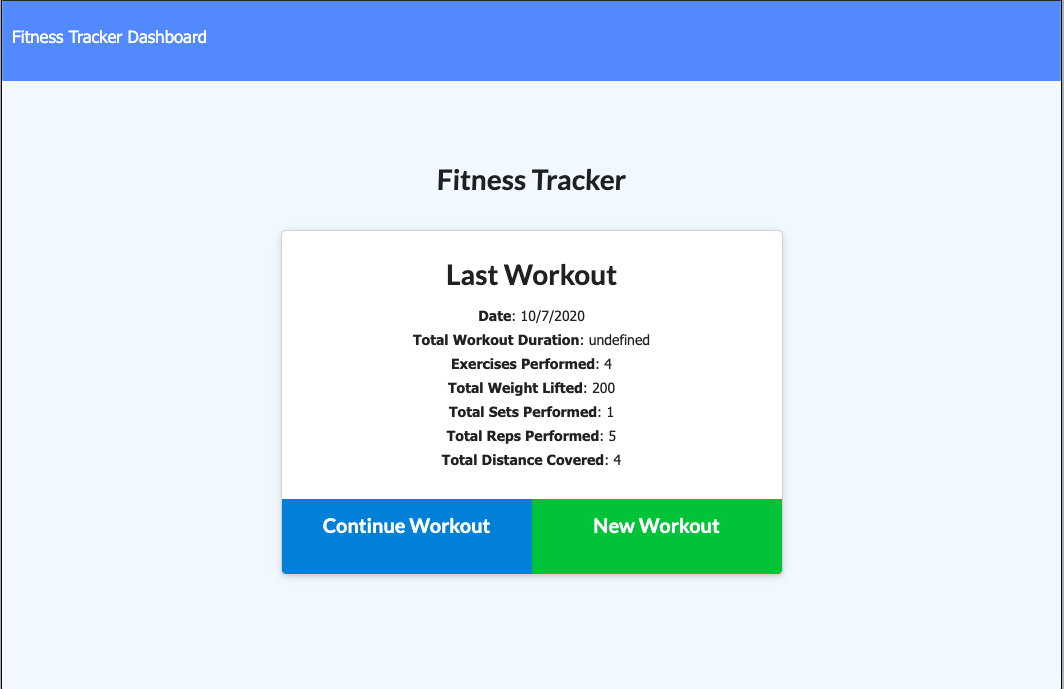 Fitness Tracker Dashboard
Fitness Tracker
Last Workout
Date: 10/7/2020
Total Workout Duration: undefined
Exercises Performed: 4
Total Weight Lifted: 200
Total Sets Performed: 1
Total Reps Performed: 5
Total Distance Covered: 4
Continue Workout
New Workout